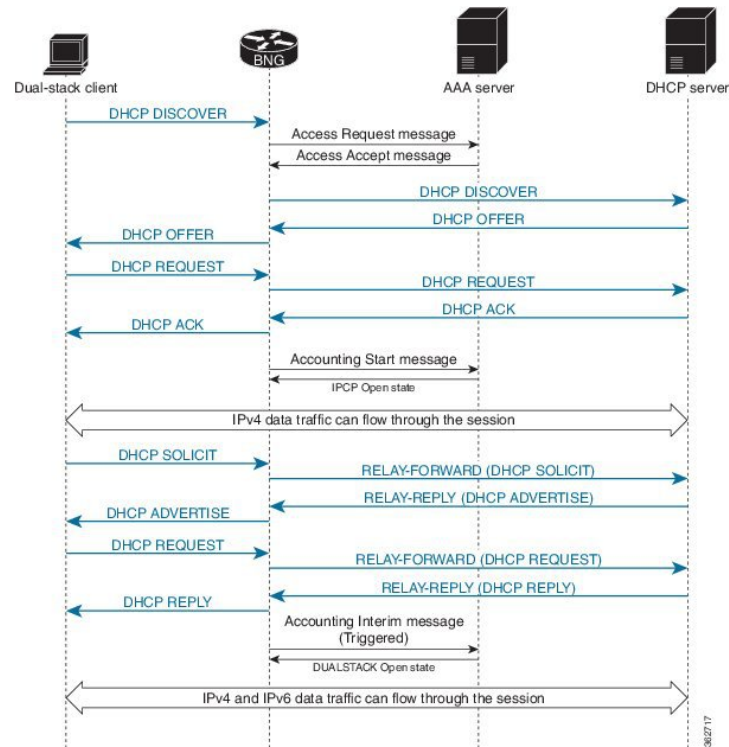 BNG
Dual-stack client
AAA server
DHCP server
DHCP DISCOVER
Access Request message
Access Accept message
DHCP DISCOVER
DHCP OFFER
DHCP OFFER
DHCP REQUEST
DHCP REQUEST
DHCP ACK
DHCP ACK
Accounting Start message
IPCP Open state
IPv4 data traffic can flow through the session
DHCP SOLICIT
RELAY-FORWARD (DHCP SOLICIT)
RELAY-REPLY (DHCP ADVERTISE)
DHCP ADVERTISE
DHCP REQUEST
RELAY-FORWARD (DHCP REQUEST)
RELAY-REPLY (DHCP REPLY)
DHCP REPLY
Accounting Interim message
(Triggered)
DUALSTACK Open state
IPv4 and IPv6 data traffic can flow through the session
362717